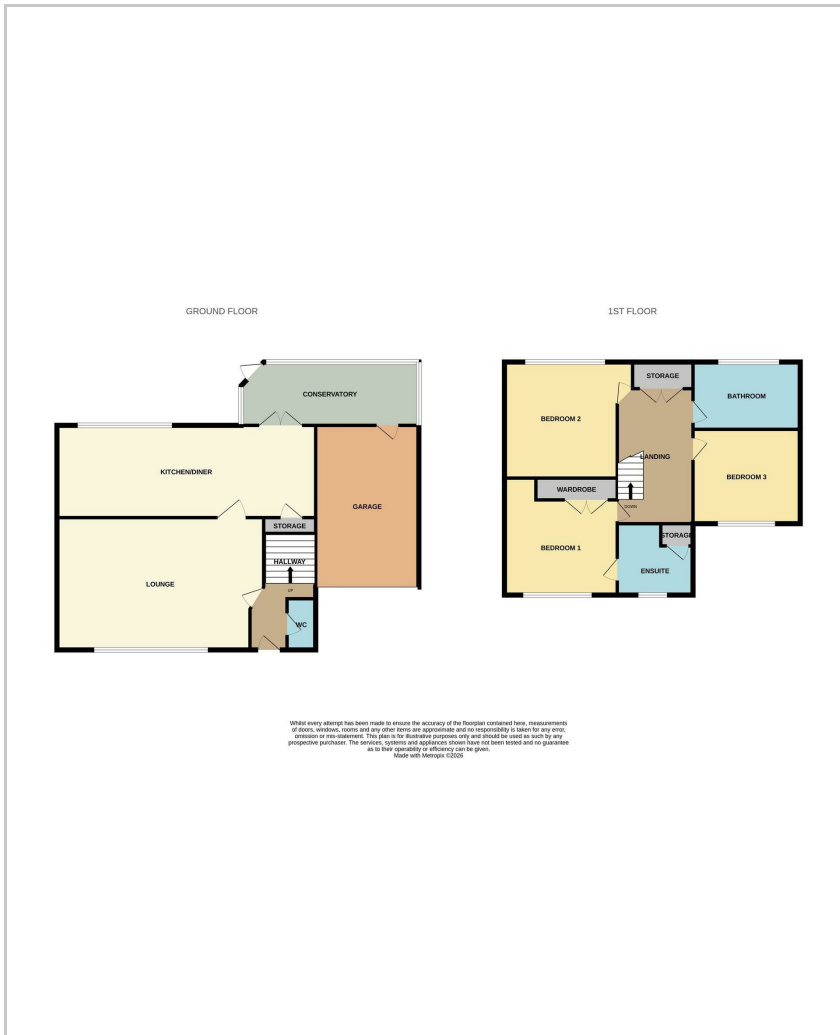 GROUND FLOOR
CONSERVATORY
KITCHEN/DINER
GARAGE
STORAGE
HALLWAY
LOUNGE
UP
WC
1ST FLOOR
STORAGE
BATHROOM
BEDROOM 2
LANDING
BEDROOM 3
WARDROBE
DOWN
STORAGE
BEDROOM 1
ENSUITE
Whilst every attempt has been made to ensure the accuracy of the floorplan contained here, measurements
of doors, windows, rooms and any other items are approximate and no responsibility is taken for any error,
omission or mis-statement. This plan is for illustrative purposes only and should be used as such by any
prospective purchaser. The services, systems and appliances shown have not been tested and no guarantee
as to their operability or efficiency can be given.
Made with Metropix ©2026